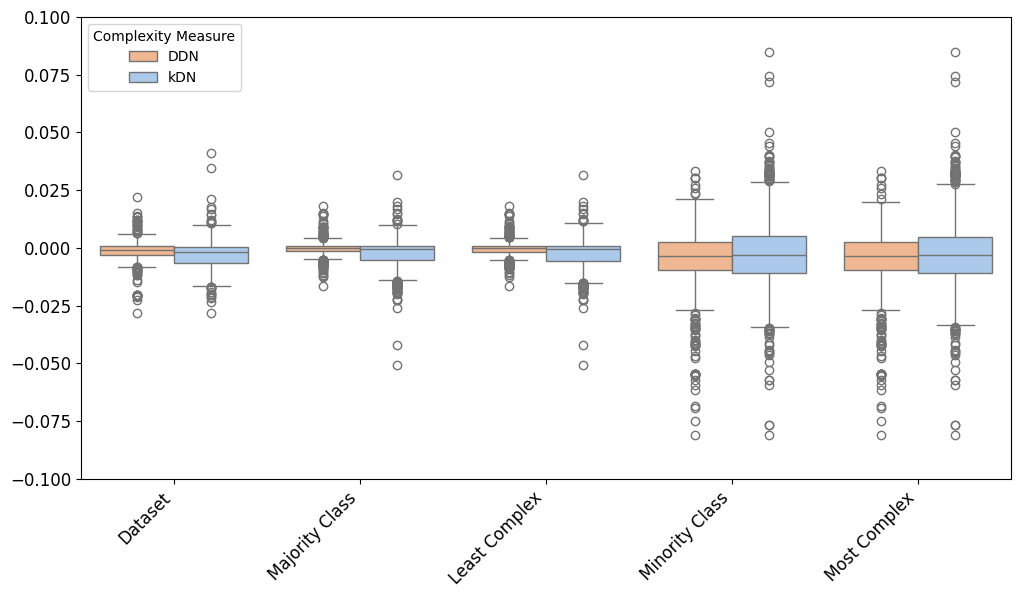 Complexity Measure
DDN
kDN
0.100
0.075
0.050
0.025
0.000
−0.025
−0.050
−0.075
−0.100
Dataset
Majority Class
Least Complex
Minority Class
Most Complex